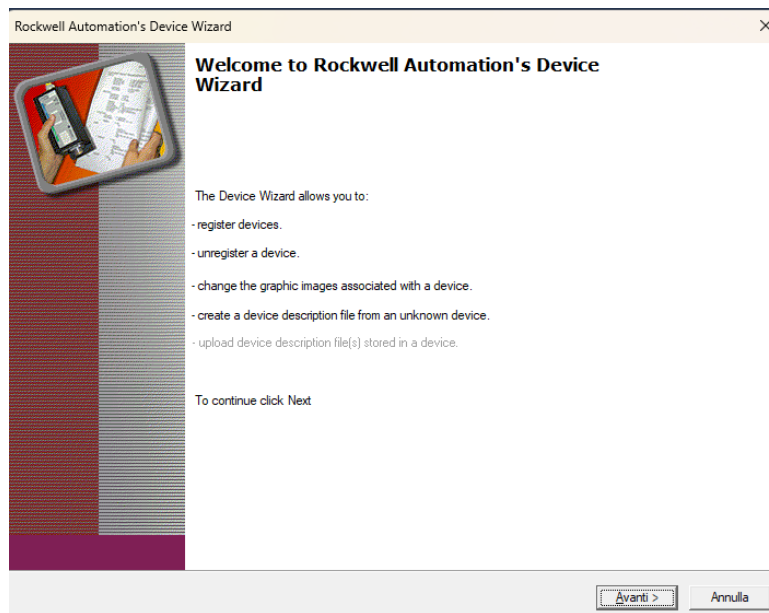 Rockwell Automation's Device Wizard
Welcome to Rockwell Automation's Device
Wizard
The Device Wizard allows you to:
- register devices.
- unregister a device.
- change the graphic images associated with a device.
- create a device description file from an unknown device.
- upload device description file(s) stored in a device.
To continue click Next
Avanti >
Annulla